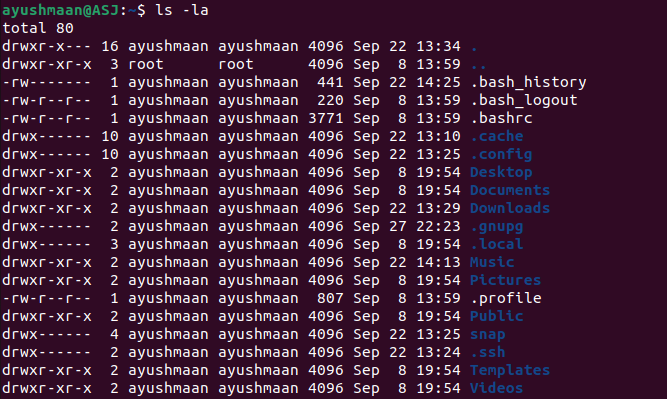 ayushmaan@ASJ:~$ ls -la
total 80
drwxr-x--- 16 ayushmaan ayushmaan 4096 Sep 22 13:34 .
drwxr-xr-x  3 root      root      4096 Sep  8 13:59 ..
-rw-------  1 ayushmaan ayushmaan  441 Sep 22 14:25 .bash_history
-rw-r--r--  1 ayushmaan ayushmaan  220 Sep  8 13:59 .bash_logout
-rw-r--r--  1 ayushmaan ayushmaan 3771 Sep  8 13:59 .bashrc
drwx------ 10 ayushmaan ayushmaan 4096 Sep 22 13:10 .cache
drwx------ 10 ayushmaan ayushmaan 4096 Sep 22 13:25 .config
drwxr-xr-x  2 ayushmaan ayushmaan 4096 Sep  8 19:54 Desktop
drwxr-xr-x  2 ayushmaan ayushmaan 4096 Sep  8 19:54 Documents
drwxr-xr-x  2 ayushmaan ayushmaan 4096 Sep 22 13:29 Downloads
drwx------  2 ayushmaan ayushmaan 4096 Sep 27 22:23 .gnupg
drwx------  3 ayushmaan ayushmaan 4096 Sep  8 19:54 .local
drwxr-xr-x  2 ayushmaan ayushmaan 4096 Sep 22 14:13 Music
drwxr-xr-x  2 ayushmaan ayushmaan 4096 Sep  8 19:54 Pictures
-rw-r--r--  1 ayushmaan ayushmaan  807 Sep  8 13:59 .profile
drwxr-xr-x  2 ayushmaan ayushmaan 4096 Sep  8 19:54 Public
drwx------  4 ayushmaan ayushmaan 4096 Sep 22 13:25 snap
drwx------  2 ayushmaan ayushmaan 4096 Sep 22 13:24 .ssh
drwxr-xr-x  2 ayushmaan ayushmaan 4096 Sep  8 19:54 Templates
drwxr-xr-x  2 ayushmaan ayushmaan 4096 Sep  8 19:54 Videos